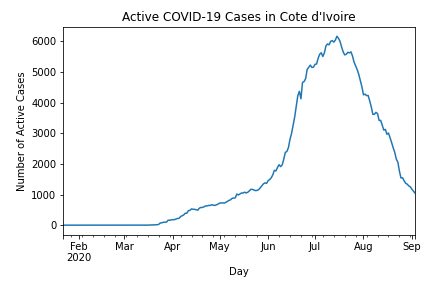 Active COVID-19 Cases in Cote d'Ivoire
Number of Active Cases
6000
5000
4000
3000
2000
1000
0
Feb Mar Apr May Jun Jul Aug Sep
2020
Day